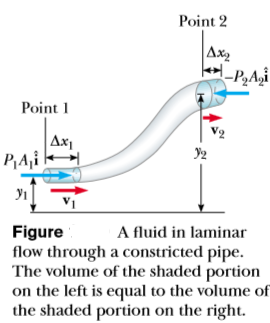 Point 2
Δx₂
−P₂A₂î
v₂
Point 1
Δx₁
P₁A₁î
y₂
y₁
v₁
Figure A fluid in laminar
flow through a constricted pipe.
The volume of the shaded portion
on the left is equal to the volume of
the shaded portion on the right.